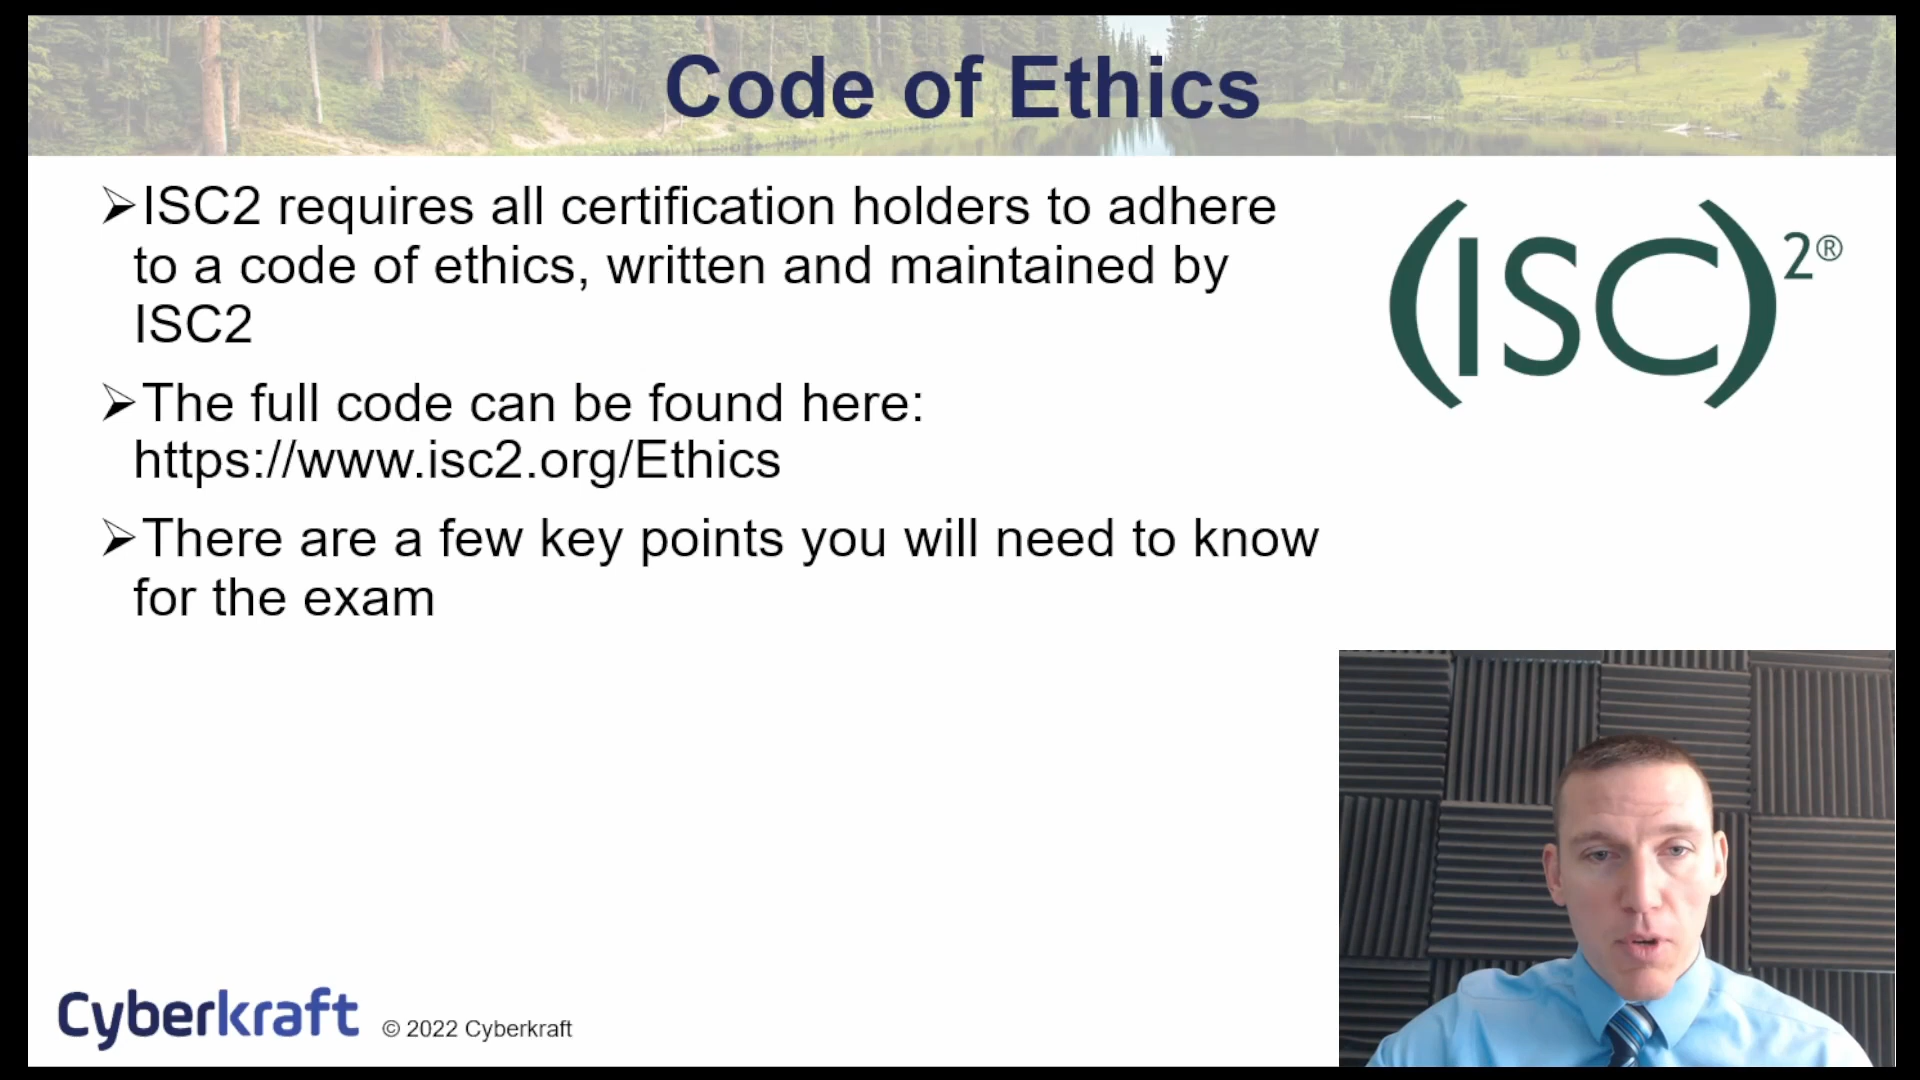 Code of Ethics
➢ISC2 requires all certification holders to adhere
to a code of ethics, written and maintained by
ISC2
➢The full code can be found here:
https://www.isc2.org/Ethics
➢There are a few key points you will need to know
for the exam
(ISC)2®
Cyberkraft © 2022 Cyberkraft